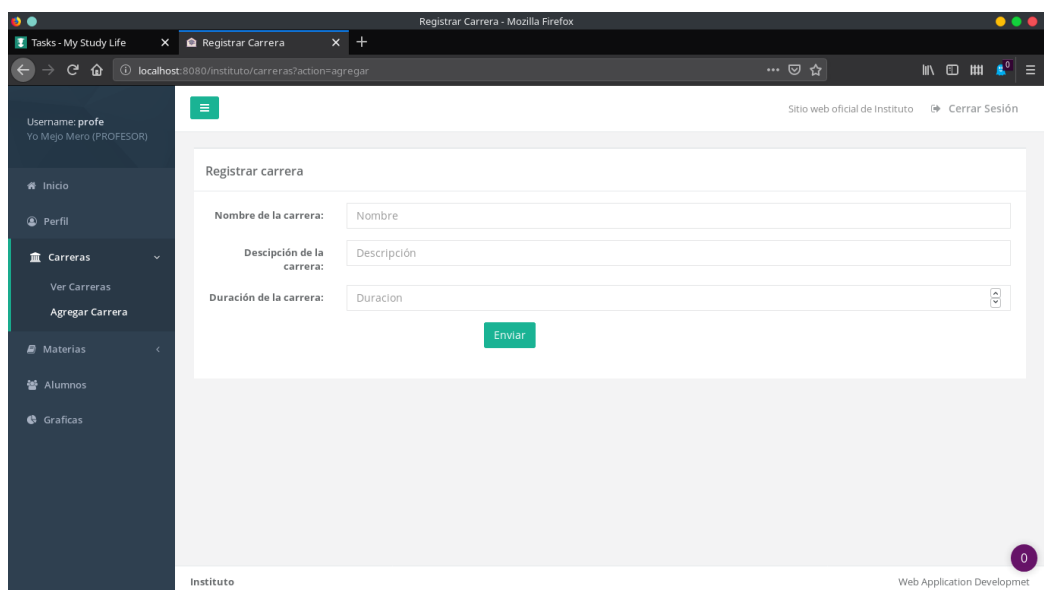 Registrar Carrera - Mozilla Firefox
Tasks - My Study Life
Registrar Carrera
localhost:8080/instituto/carreras?action=agregar
0
Username: profe
Yo Mejo Mero (PROFESOR)
Sitio web oficial de Instituto
Cerrar Sesión
Inicio
Perfil
Carreras
Ver Carreras
Agregar Carrera
Materias
Alumnos
Graficas
Registrar carrera
Nombre de la carrera:
Nombre
Descipción de la
carrera:
Descripción
Duración de la carrera:
Duracion
Enviar
0
Instituto
Web Application Developmet